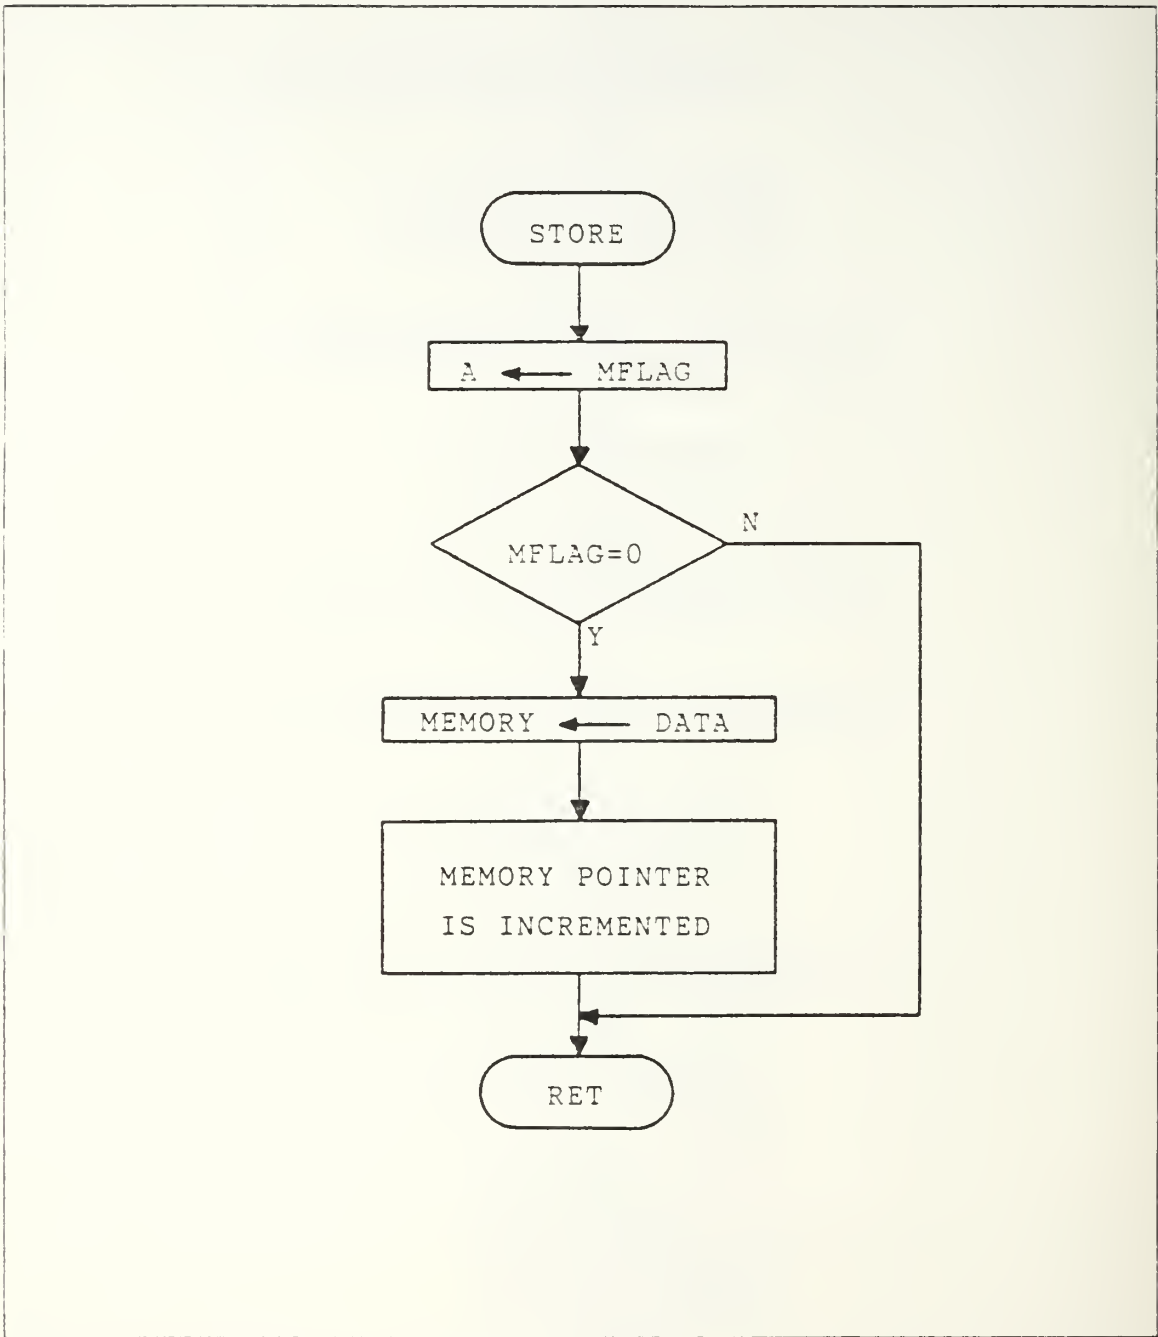 STORE
A ← MFLAG
MFLAG=0
N
Y
MEMORY ← DATA
MEMORY POINTER
IS INCREMENTED
RET